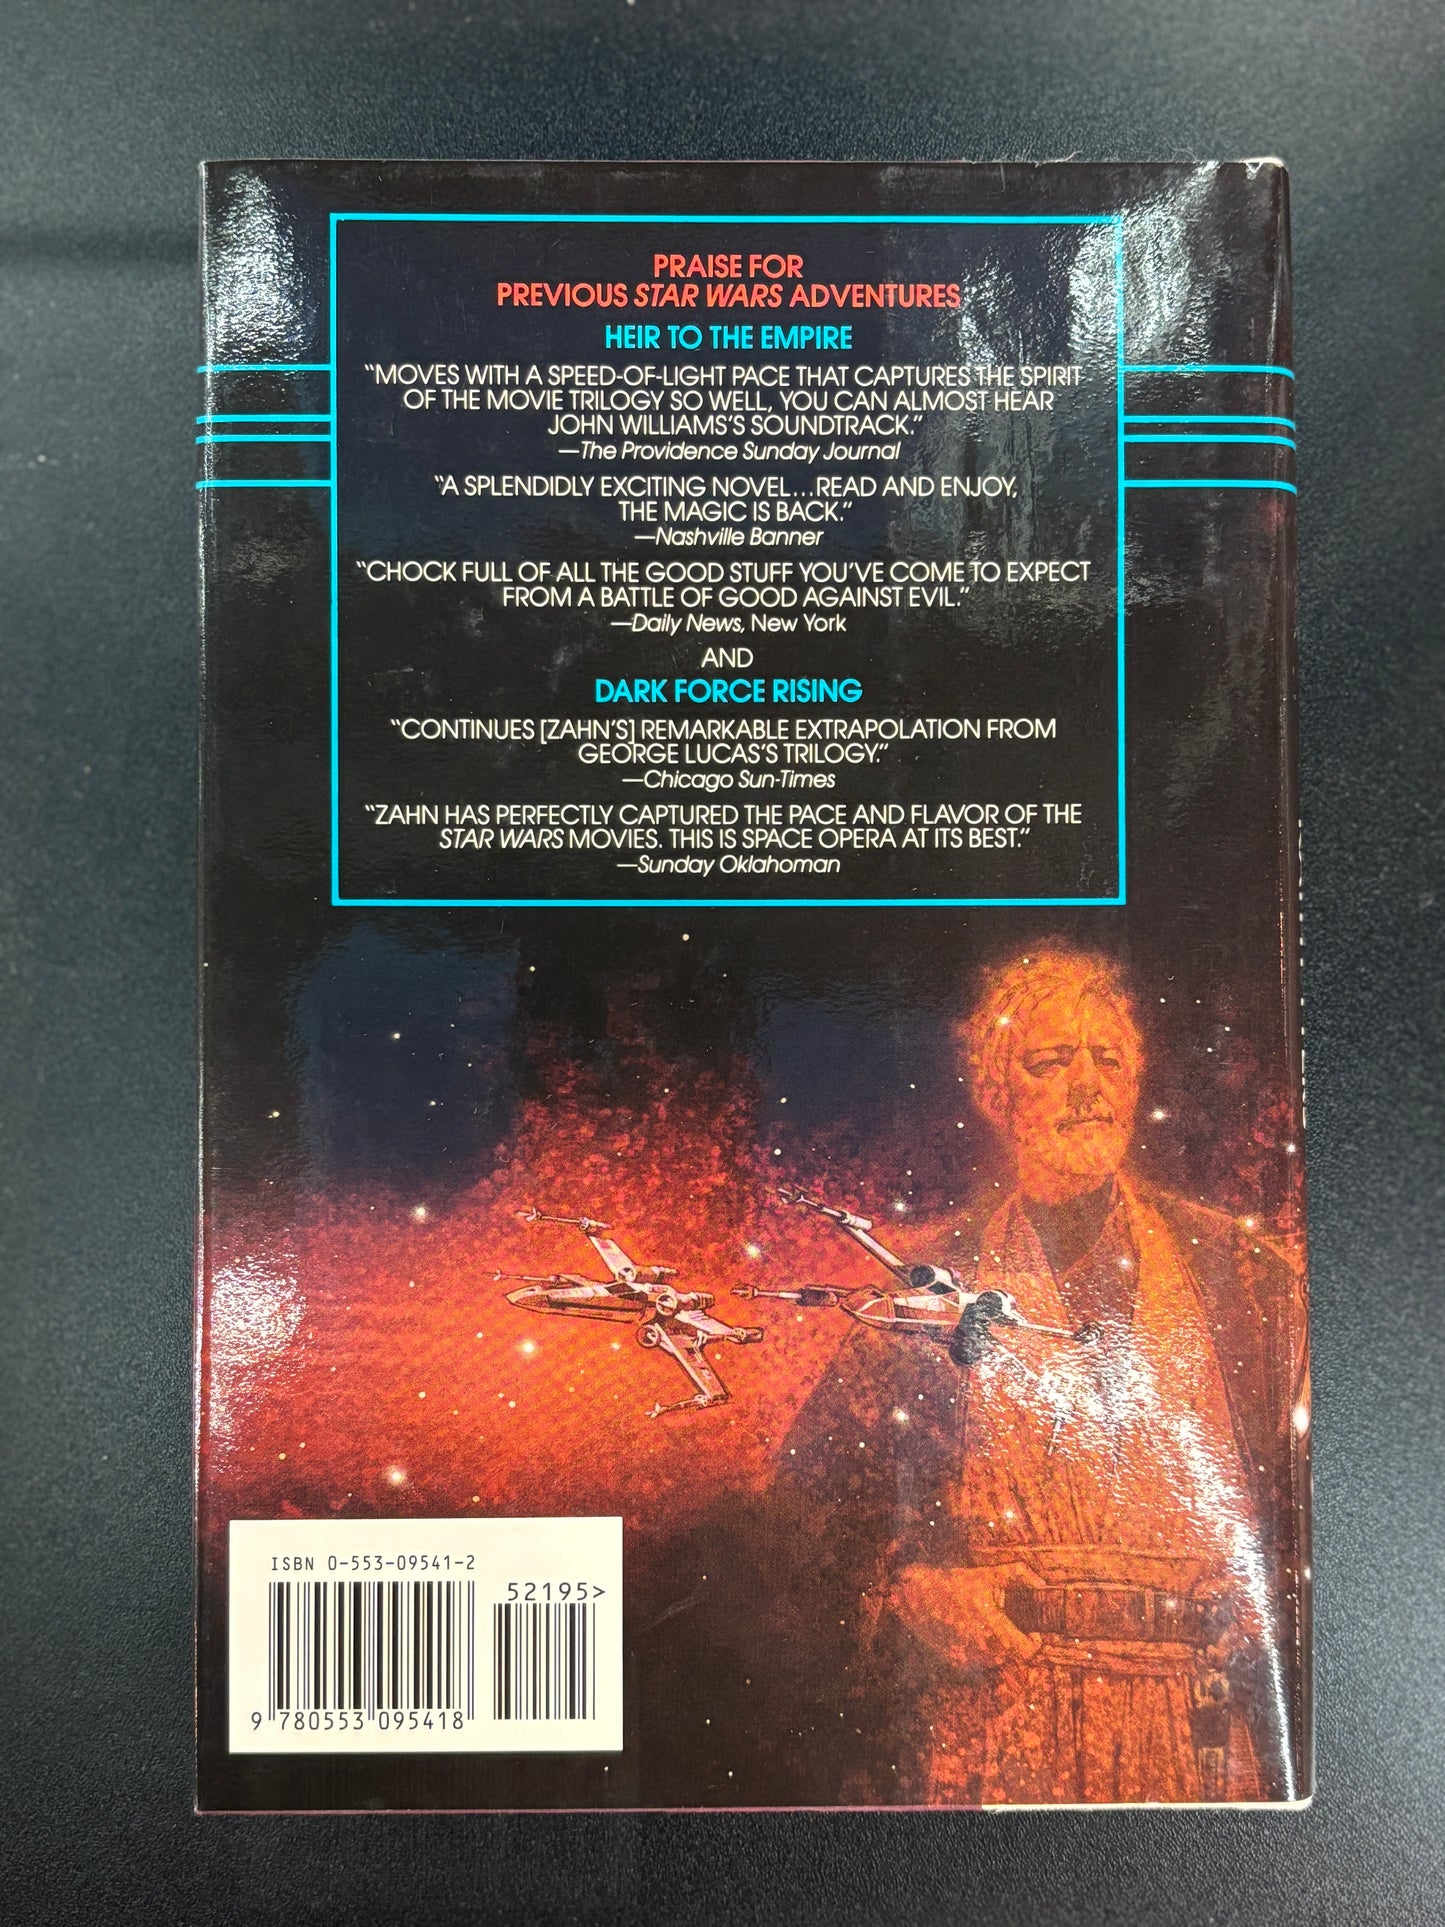 PRAISE FOR
PREVIOUS STAR WARS ADVENTURES
HEIR TO THE EMPIRE
“MOVES WITH A SPEED-OF-LIGHT PACE THAT CAPTURES THE SPIRIT
OF THE MOVIE TRILOGY SO WELL, YOU CAN ALMOST HEAR
JOHN WILLIAMS’S SOUNDTRACK.”
—The Providence Sunday Journal
“A SPLENDIDLY EXCITING NOVEL...READ AND ENJOY,
THE MAGIC IS BACK.”
—Nashville Banner
“CHOCK FULL OF ALL THE GOOD STUFF YOU’VE COME TO EXPECT
FROM A BATTLE OF GOOD AGAINST EVIL.”
—Daily News, New York
AND
DARK FORCE RISING
“CONTINUES [ZAHN’S] REMARKABLE EXTRAPOLATION FROM
GEORGE LUCAS’S TRILOGY.”
—Chicago Sun-Times
“ZAHN HAS PERFECTLY CAPTURED THE PACE AND FLAVOR OF THE
STAR WARS MOVIES. THIS IS SPACE OPERA AT ITS BEST.”
—Sunday Oklahoman
ISBN 0-553-09541-2
52195>
9 780553 095418